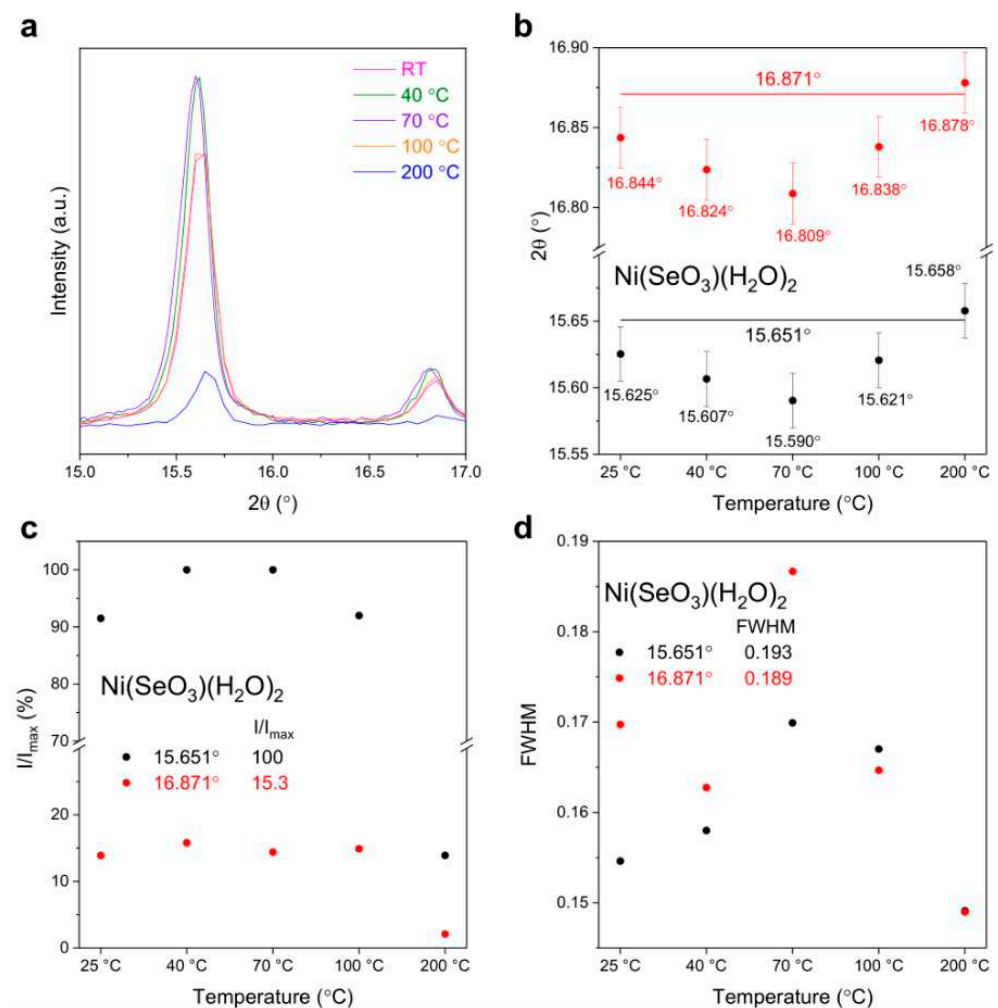 a
RT
40 °C
70 °C
100 °C
200 °C
Intensity (a.u.)
15.0 15.5 16.0 16.5 17.0
2θ (°)
b
16.90
16.85
16.80
15.65
15.60
15.55
2θ (°)
16.871°
16.844°
16.824°
16.809°
16.838°
16.878°
Ni(SeO₃)(H₂O)₂
15.658°
15.651°
15.625°
15.607°
15.590°
15.621°
25 °C 40 °C 70 °C 100 °C 200 °C
Temperature (°C)
c
100
90
80
70
20
10
0
I/Iₘₐₓ (%)
Ni(SeO₃)(H₂O)₂
I/Iₘₐₓ
15.651° 100
16.871° 15.3
25 °C 40 °C 70 °C 100 °C 200 °C
Temperature (°C)
d
0.19
0.18
0.17
0.16
0.15
FWHM
Ni(SeO₃)(H₂O)₂
FWHM
15.651° 0.193
16.871° 0.189
25 °C 40 °C 70 °C 100 °C 200 °C
Temperature (°C)